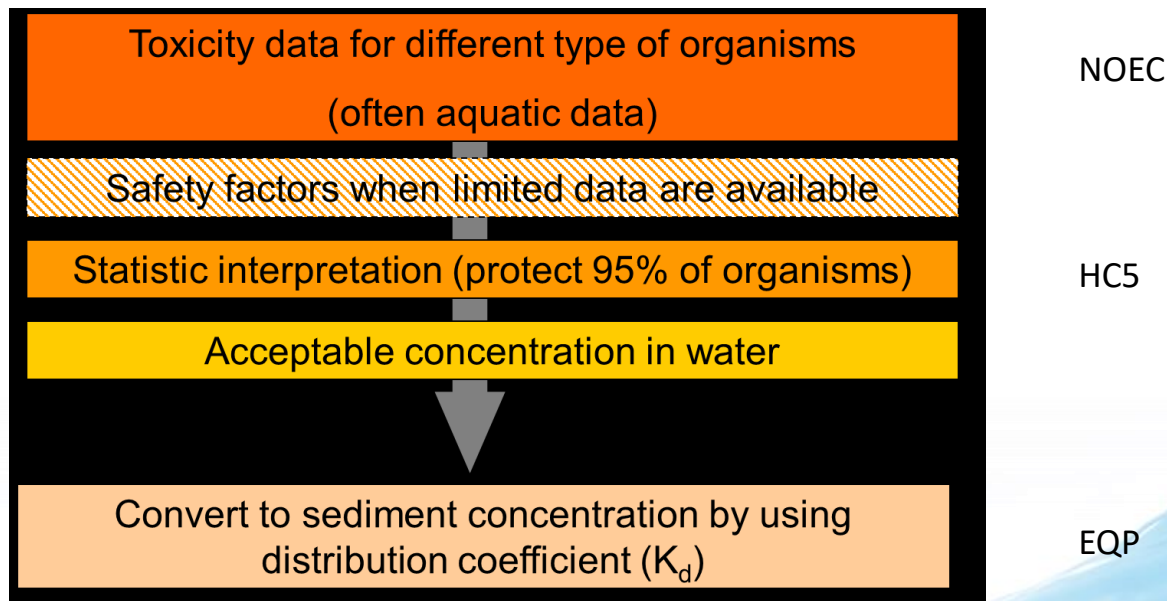 Toxicity data for different type of organisms
(often aquatic data)
NOEC
Safety factors when limited data are available
Statistic interpretation (protect 95% of organisms)
HC5
Acceptable concentration in water
Convert to sediment concentration by using
distribution coefficient (Kd)
EQP